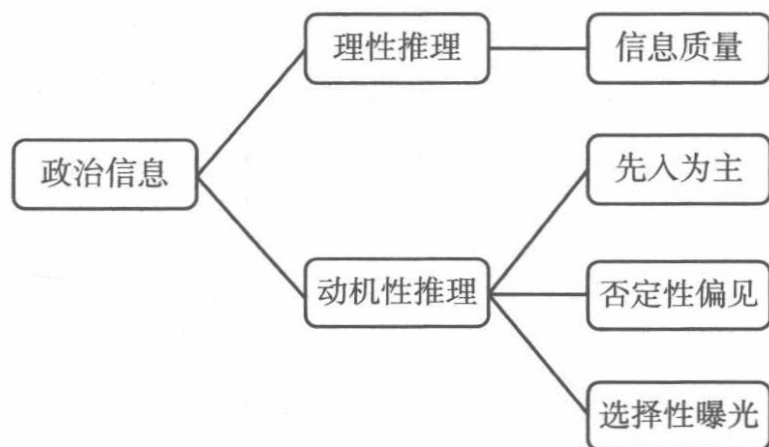 理性推理
信息质量
政治信息
先入为主
动机性推理
否定性偏见
选择性曝光